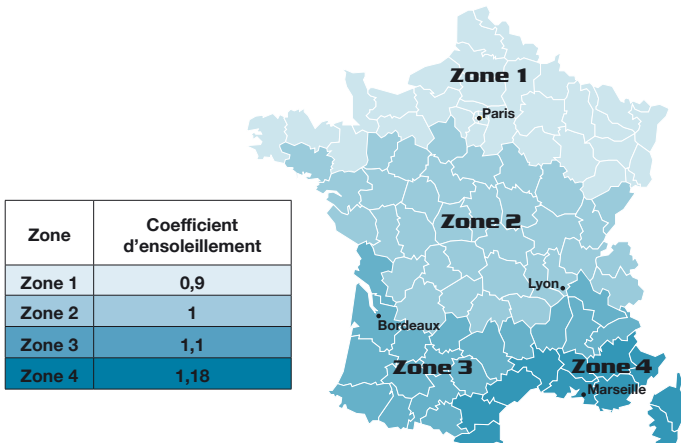 Zone 1
Paris
Zone 2
Lyon
Bordeaux
Zone 3
Zone 4
Marseille
Zone Coefficient d'ensoleillement
Zone 1 0,9
Zone 2 1
Zone 3 1,1
Zone 4 1,18